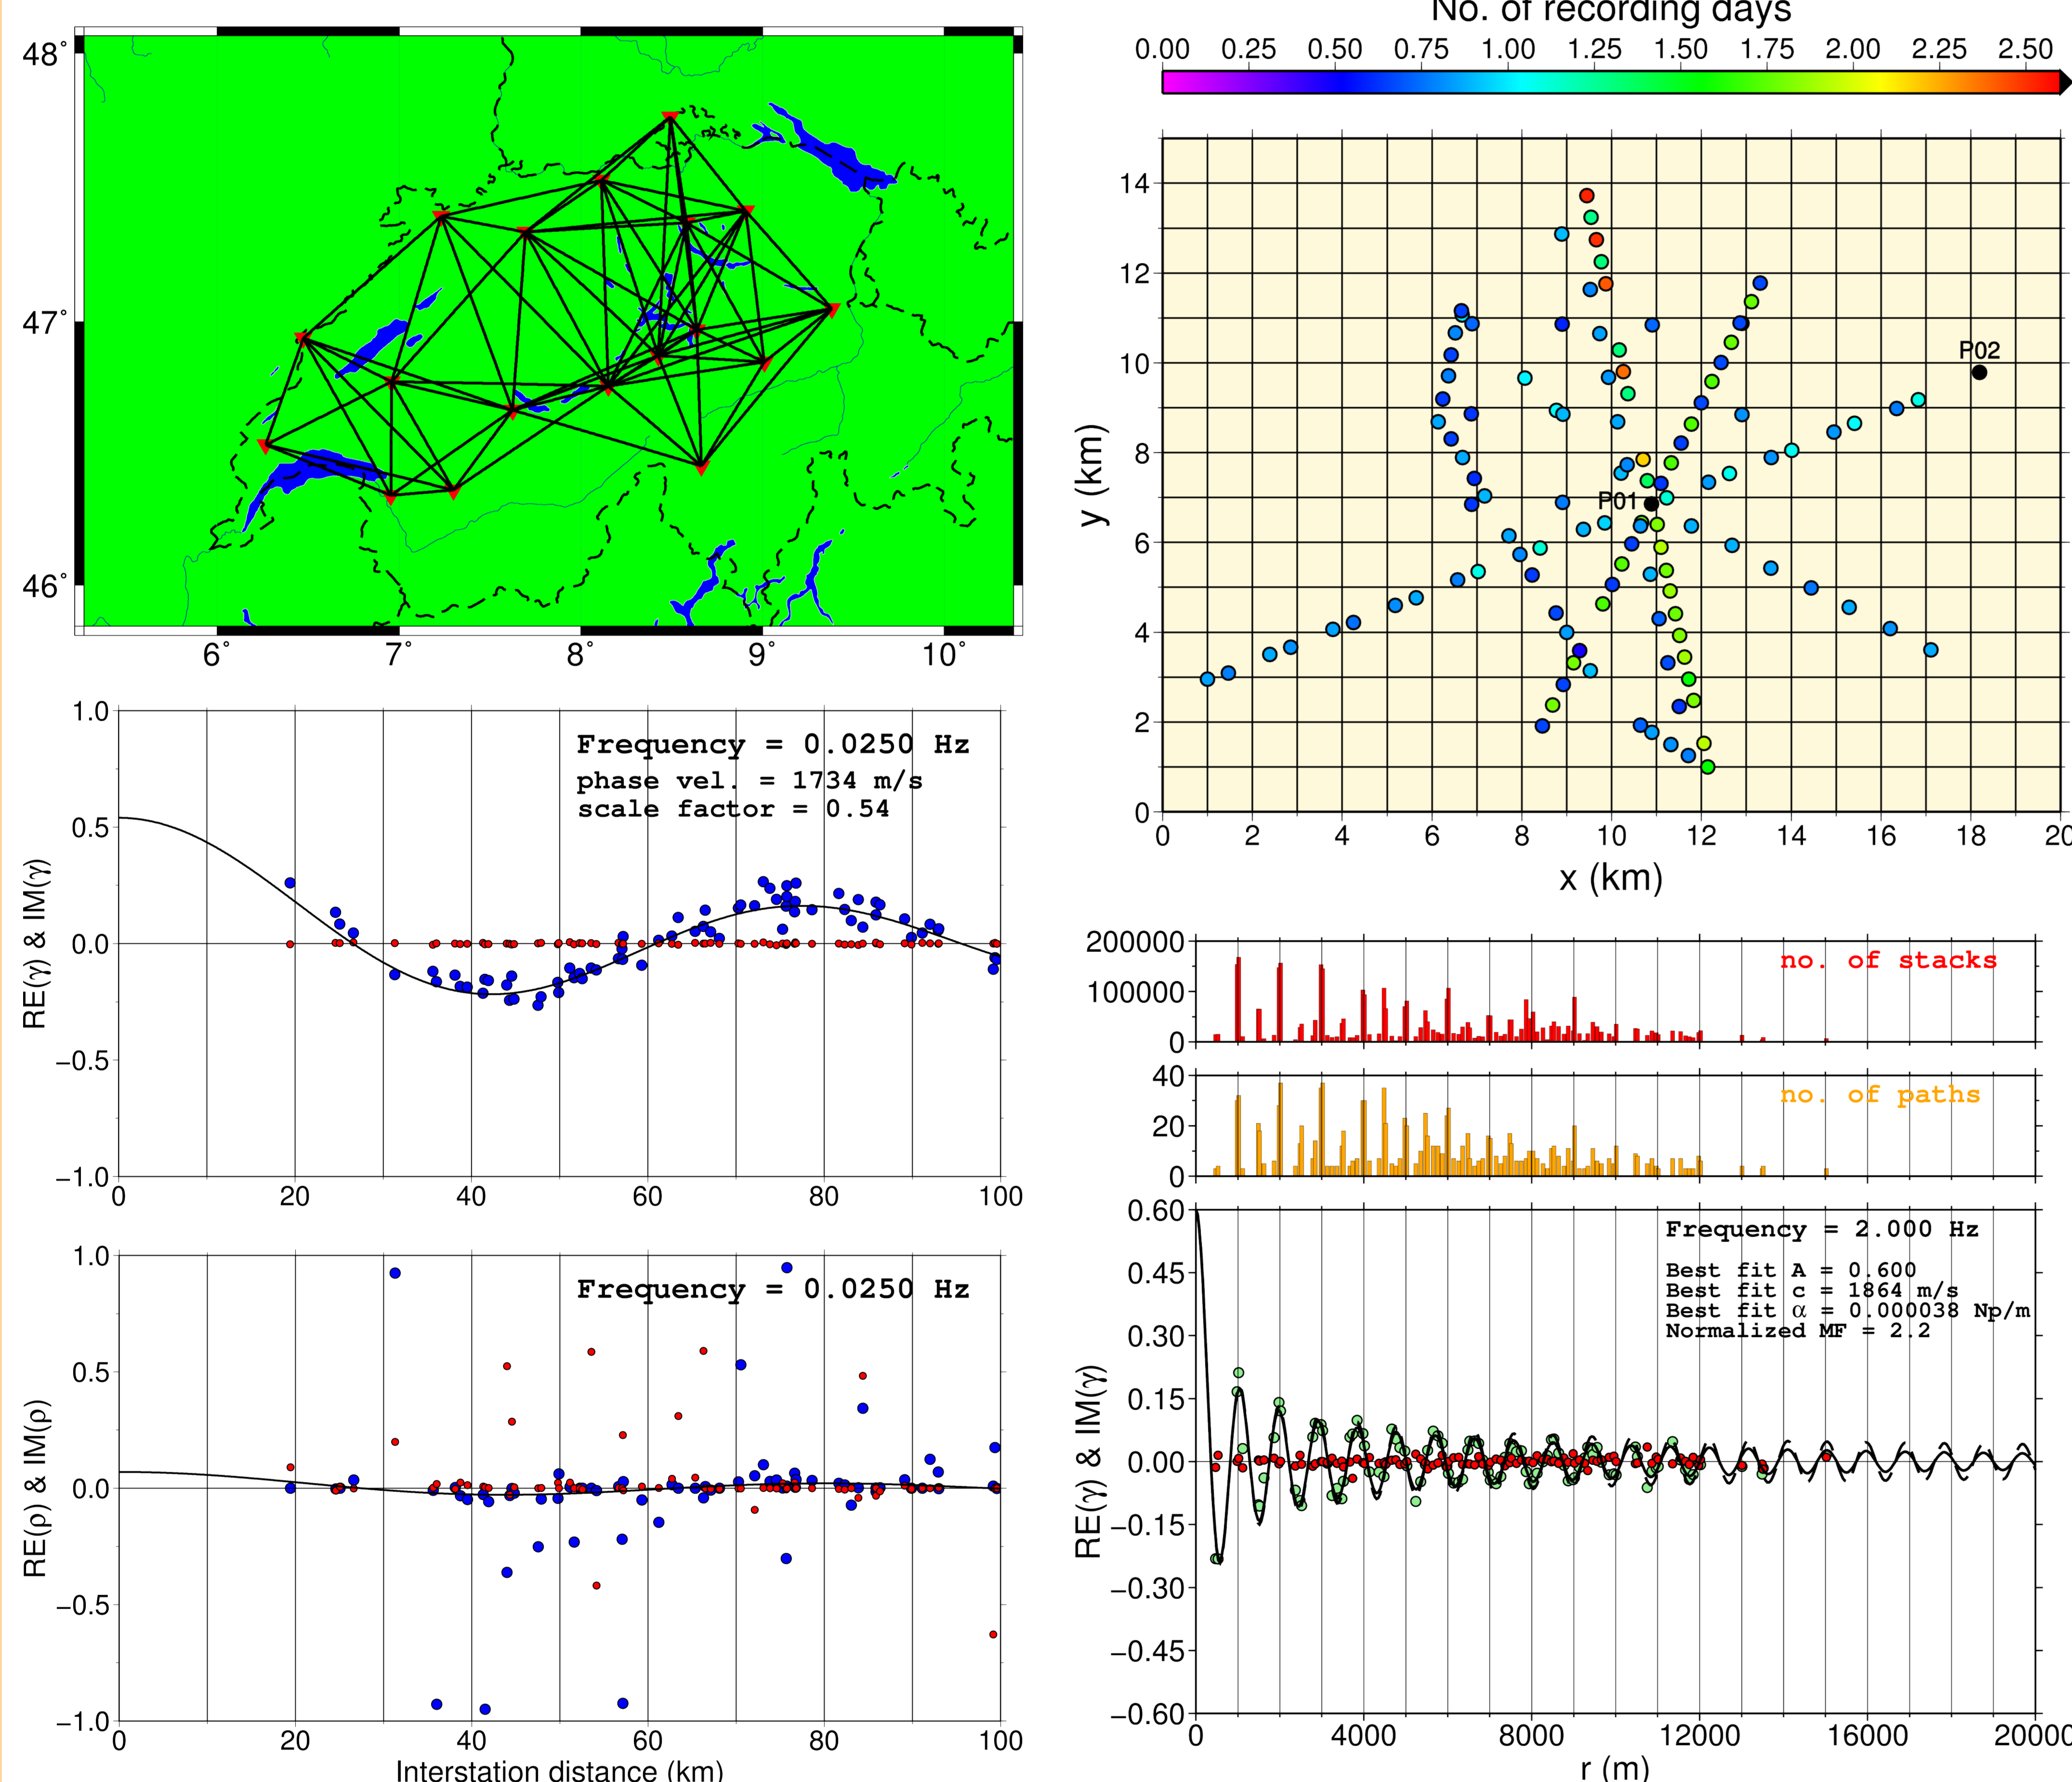 48°
47°
46°
6° 7° 8° 9° 10°
1.0
0.5
0.0
−0.5
−1.0
RE(γ) & IM(γ)
Frequency = 0.0250 Hz
phase vel. = 1734 m/s
scale factor = 0.54
0 20 40 60 80 100
1.0
0.5
0.0
−0.5
−1.0
RE(ρ) & IM(ρ)
Frequency = 0.0250 Hz
0 20 40 60 80 100
Interstation distance (km)
No. of recording days
0.00 0.25 0.50 0.75 1.00 1.25 1.50 1.75 2.00 2.25 2.50
14
12
10
8
6
4
2
0
y (km)
P02
P01
0 2 4 6 8 10 12 14 16 18 20
x (km)
200000
100000
0
no. of stacks
40
20
0
no. of paths
0.60
0.45
0.30
0.15
0.00
−0.15
−0.30
−0.45
−0.60
RE(γ) & IM(γ)
Frequency = 2.000 Hz
Best fit A = 0.600
Best fit c = 1864 m/s
Best fit α = 0.000038 Np/m
Normalized MF = 2.2
0 4000 8000 12000 16000 20000
r (m)